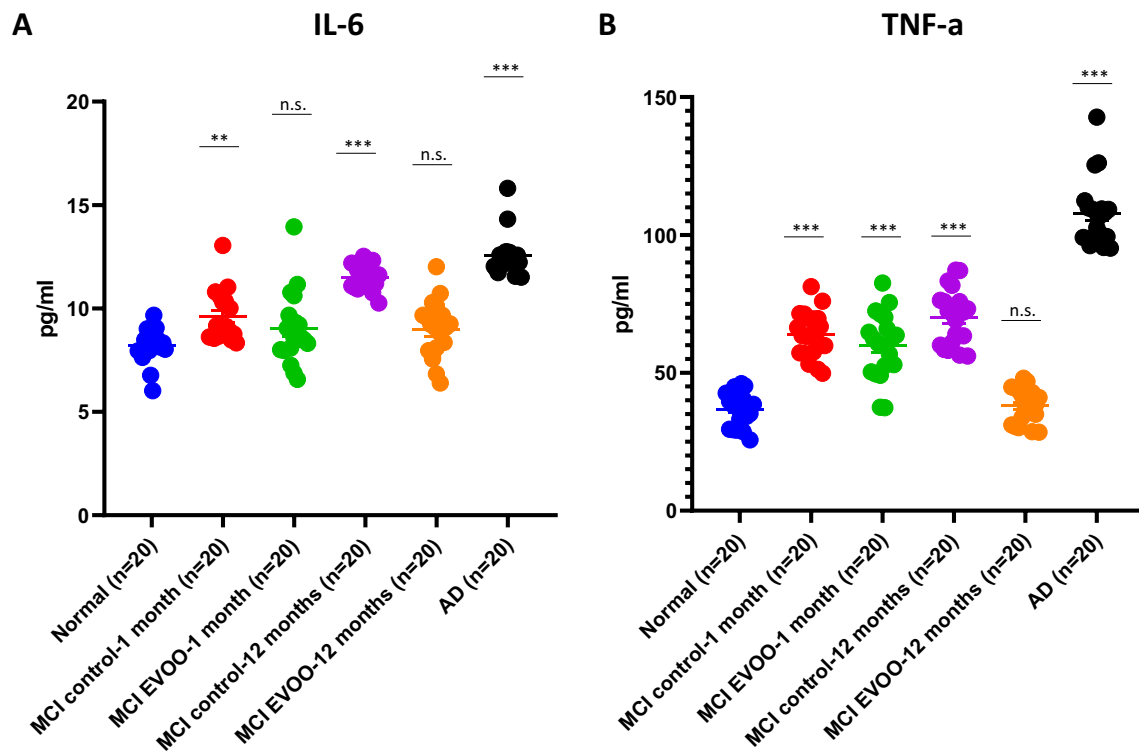 A
IL-6
pg/ml
20
15
10
5
0
**
n.s.
***
n.s.
***
Normal (n=20)
MCI control-1 month (n=20)
MCI EVOO-1 month (n=20)
MCI control-12 months (n=20)
MCI EVOO-12 months (n=20)
AD (n=20)
B
TNF-a
pg/ml
150
100
50
0
***
***
***
n.s.
***
Normal (n=20)
MCI control-1 month (n=20)
MCI EVOO-1 month (n=20)
MCI control-12 months (n=20)
MCI EVOO-12 months (n=20)
AD (n=20)